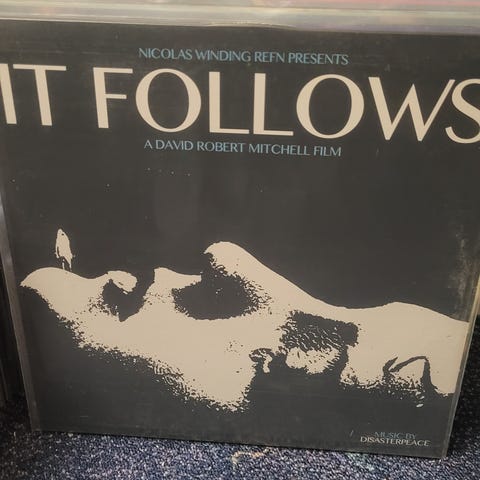 NICOLAS WINDING REFN PRESENTS
IT FOLLOWS
A DAVID ROBERT MITCHELL FILM
MUSIC BY
DISASTERPEACE